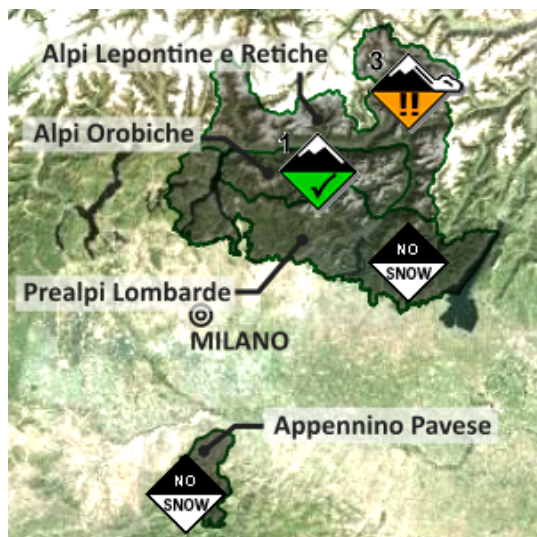 Alpi Lepontine e Retiche
3
!!
Alpi Orobiche
1
NO
SNOW
Prealpi Lombarde
MILANO
Appennino Pavese
NO
SNOW